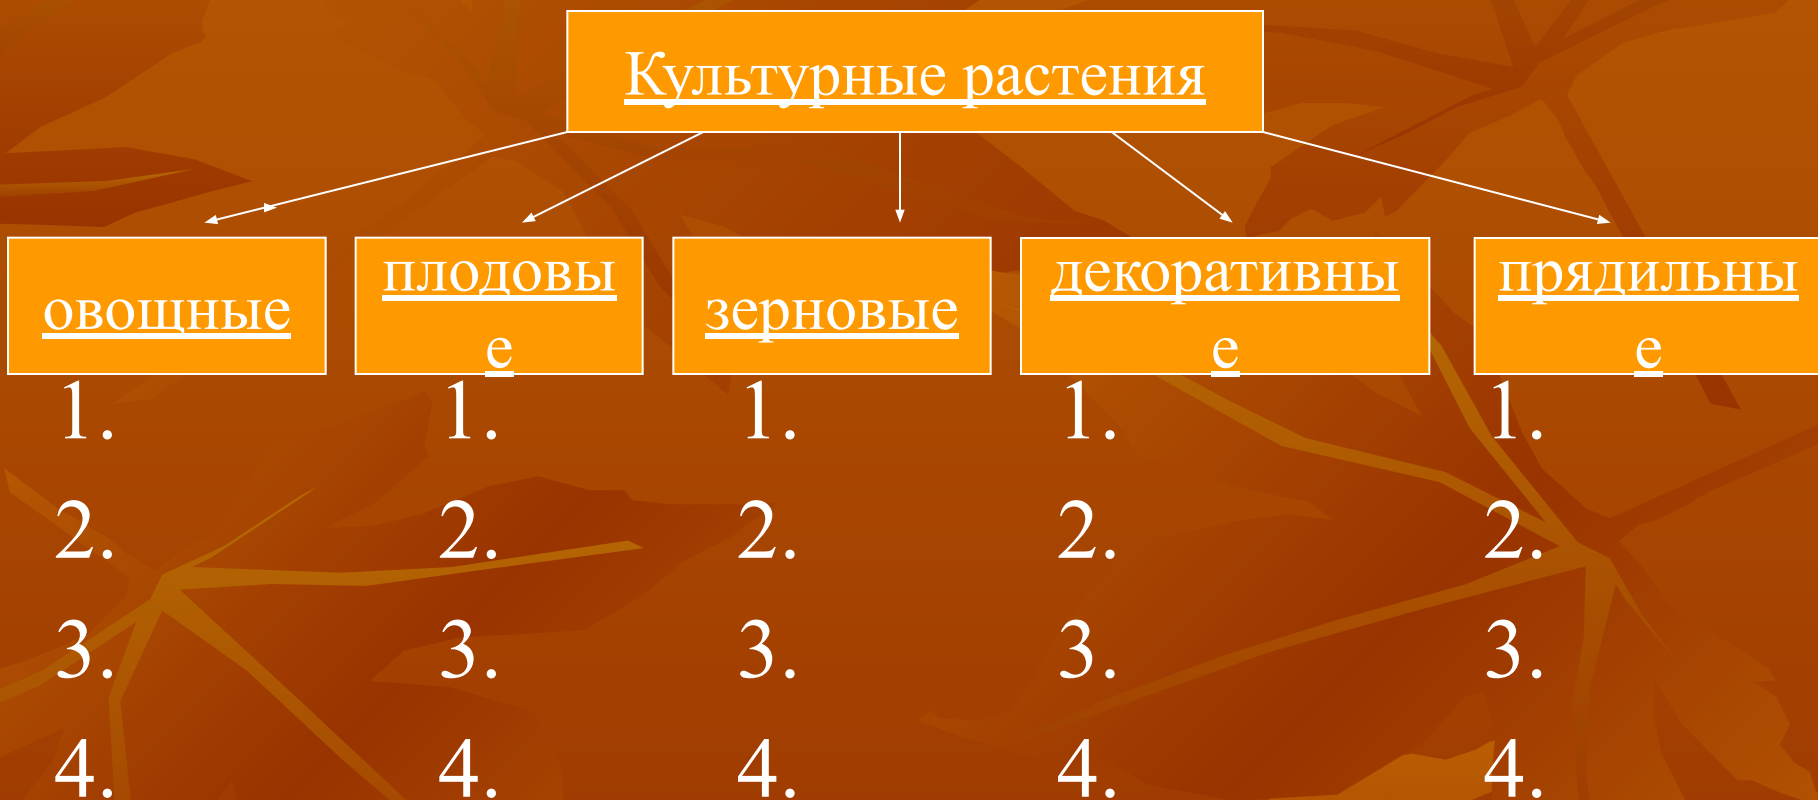 Культурные растения
овощные
плодовы
е
зерновые
декоративны
е
прядильны
е
1.
2.
3.
4.
1.
2.
3.
4.
1.
2.
3.
4.
1.
2.
3.
4.
1.
2.
3.
4.